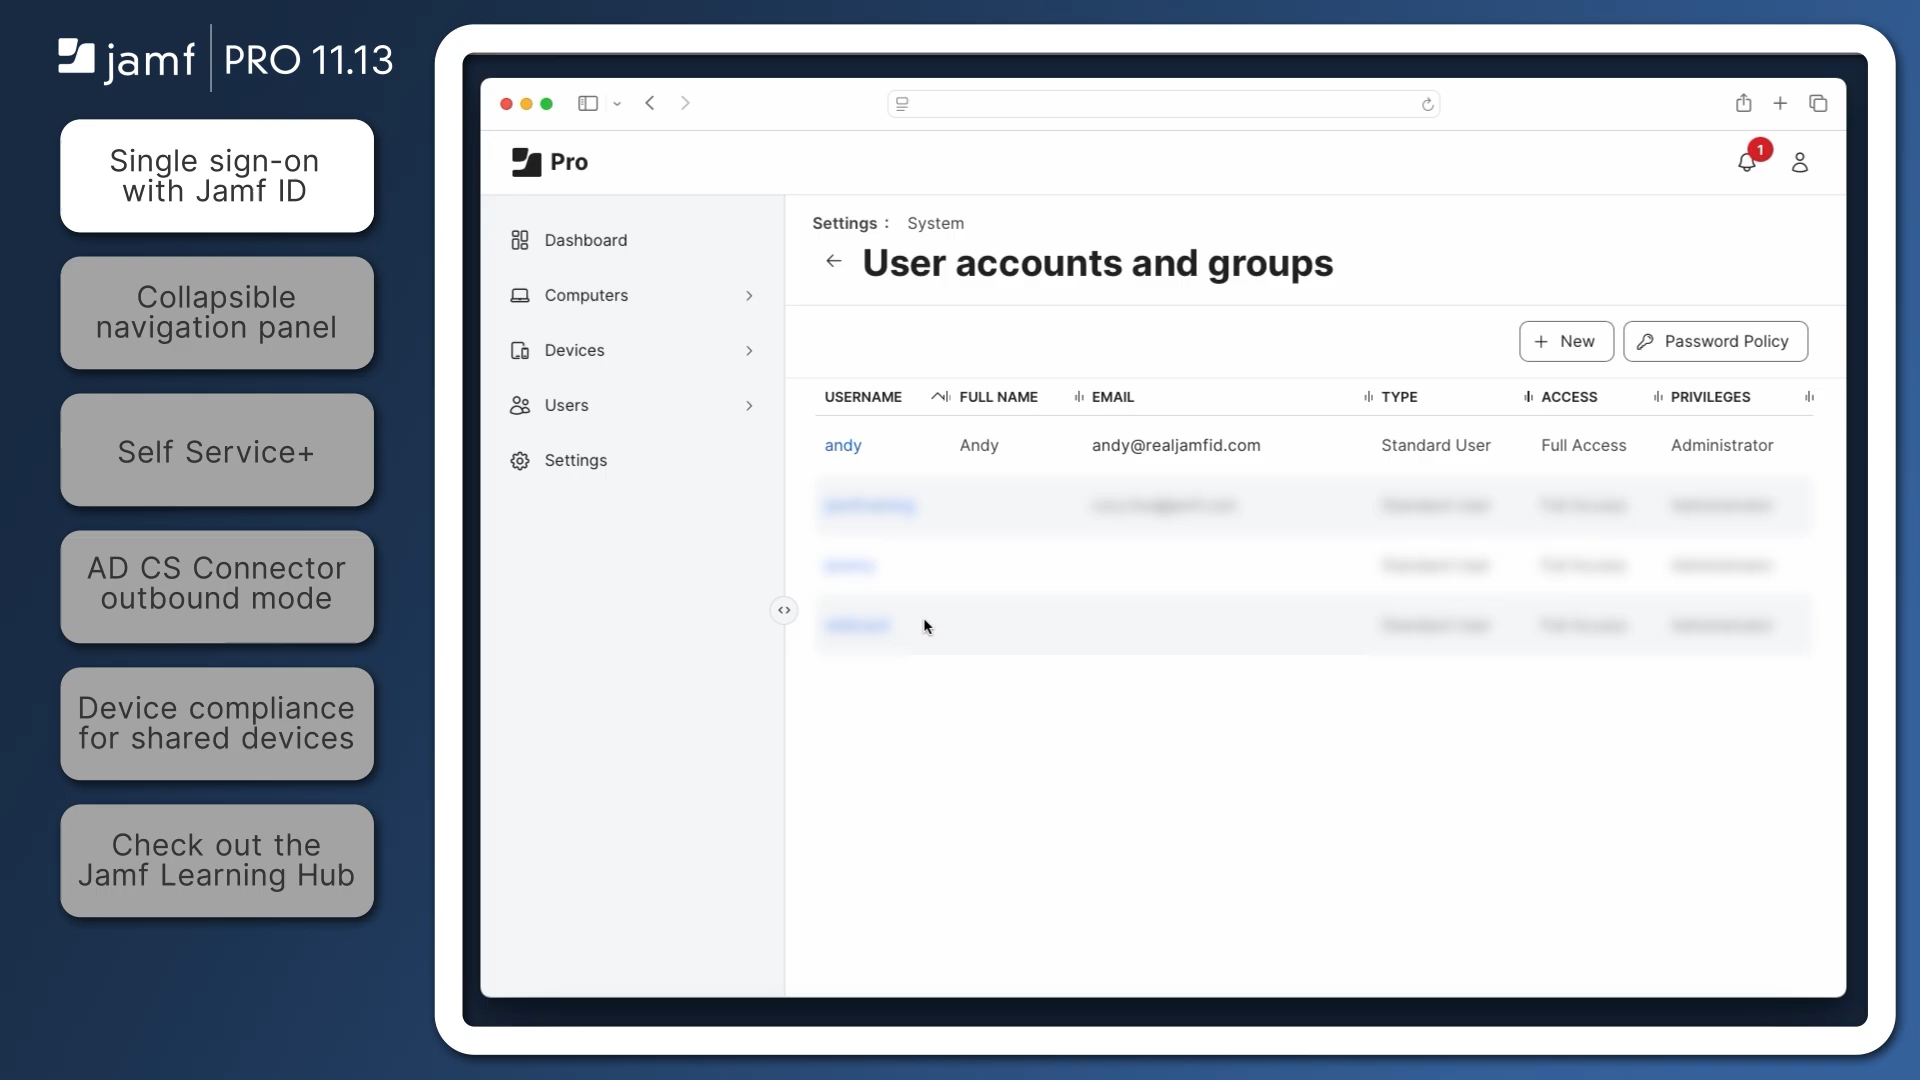 jamf PRO 11.13
Single sign-on
with Jamf ID
Collapsible
navigation panel
Self Service+
AD CS Connector
outbound mode
Device compliance
for shared devices
Check out the
Jamf Learning Hub
Pro
1
Dashboard
Computers
Devices
Users
Settings
Settings : System
User accounts and groups
New
Password Policy
USERNAME FULL NAME EMAIL TYPE ACCESS PRIVILEGES
andy Andy andy@realjamfid.com Standard User Full Access Administrator